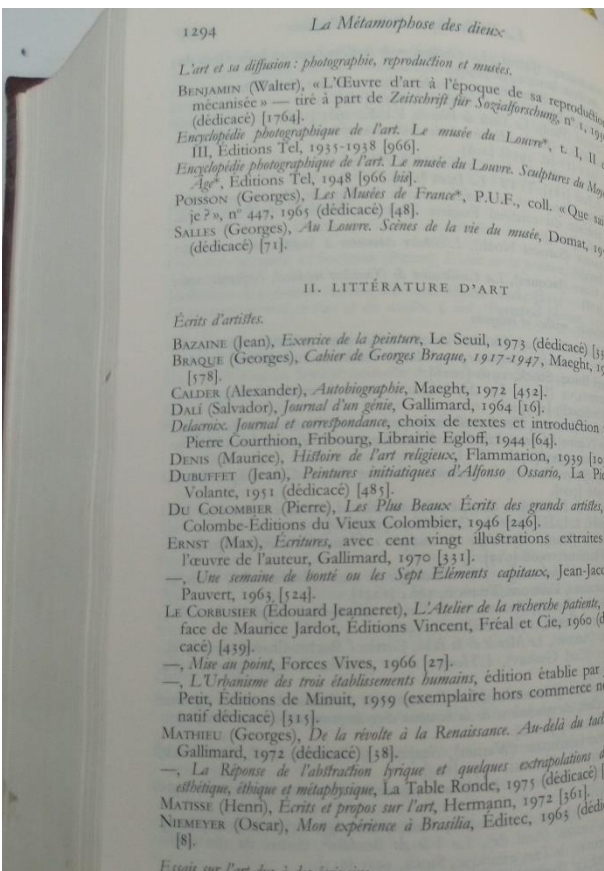 1294 La Métamorphose des dieux
L'art et sa diffusion : photographie, reproduction et musées.
BENJAMIN (Walter), « L'Œuvre d'art à l'époque de sa reproduction
mécanisée » — tiré à part de Zeitschrift für Sozialforschung, n° 1,
(dédicacé) [1764].
Encyclopédie photographique de l'art. Le musée du Louvre*, t. I, II
III, Éditions Tel, 1935-1938 [966].
Encyclopédie photographique de l'art. Le musée du Louvre. Sculptures du
Âge*, Éditions Tel, 1948 [966 bis].
POISSON (Georges), Les Musées de France*, P.U.F., coll. « Que
je ? », n° 447, 1965 (dédicacé) [48].
SALLES (Georges), Au Louvre. Scènes de la vie du musée, Domat,
(dédicacé) [71].
II. LITTÉRATURE D'ART
Écrits d'artistes.
BAZAINE (Jean), Exercice de la peinture, Le Seuil, 1973 (dédicacé)
BRAQUE (Georges), Cahier de Georges Braque, 1917-1947, Maeght,
[578].
CALDER (Alexander), Autobiographie, Maeght, 1972 [452].
DALÍ (Salvador), Journal d'un génie, Gallimard, 1964 [16].
Delacroix. Journal et correspondance, choix de textes et introduction
Pierre Courthion, Fribourg, Librairie Egloff, 1944 [64].
DENIS (Maurice), Histoire de l'art religieux, Flammarion, 1939
DUBUFFET (Jean), Peintures initiatiques d'Alfonso Ossorio, La
Volante, 1951 (dédicacé) [485].
DU COLOMBIER (Pierre), Les Plus Beaux Écrits des grands artistes,
Colombe-Éditions du Vieux Colombier, 1946 [246].
ERNST (Max), Écritures, avec cent vingt illustrations extraites
l'œuvre de l'auteur, Gallimard, 1970 [331].
—, Une semaine de bonté ou les Sept Éléments capitaux, Jean-Jac
Pauvert, 1963 [524].
LE CORBUSIER (Édouard Jeanneret), L'Atelier de la recherche patiente,
face de Maurice Jardot, Éditions Vincent, Fréal et Cie, 1960
cacé) [439].
—, Mise au point, Forces Vives, 1966 [27].
—, L'Urbanisme des trois établissements humains, édition établie par
Petit, Éditions de Minuit, 1959 (exemplaire hors commerce
natif dédicacé) [315].
MATHIEU (Georges), De la révolte à la Renaissance. Au-delà du
Gallimard, 1972 (dédicacé) [38].
—, La Réponse de l'abstraction lyrique et quelques extrapolations
esthétique, éthique et métaphysique, La Table Ronde, 1975 (dédicacé)
MATISSE (Henri), Écrits et propos sur l'art, Hermann, 1972 [361].
NIEMEYER (Oscar), Mon expérience à Brasilia, Éditec, 1963
[8].